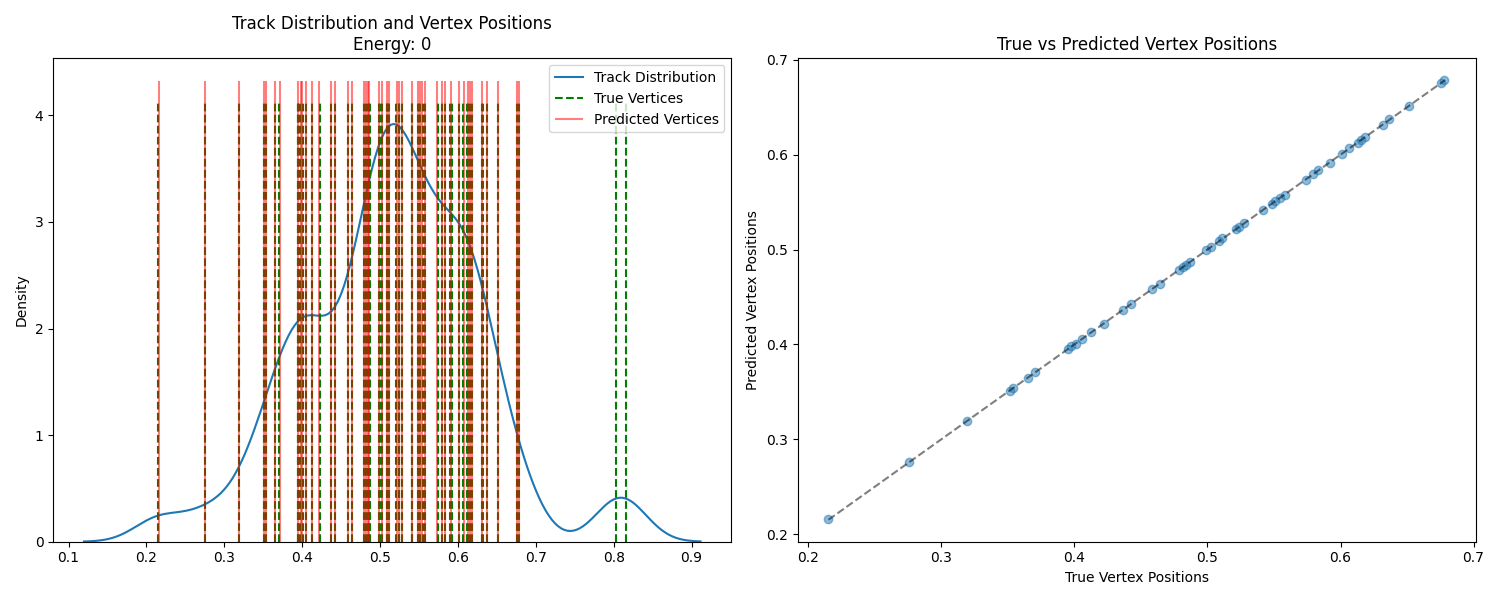 Track Distribution and Vertex Positions
Energy: 0
Density
4
3
2
1
0
0.1 0.2 0.3 0.4 0.5 0.6 0.7 0.8 0.9
Track Distribution
True Vertices
Predicted Vertices
True vs Predicted Vertex Positions
Predicted Vertex Positions
0.7
0.6
0.5
0.4
0.3
0.2
0.2 0.3 0.4 0.5 0.6 0.7
True Vertex Positions